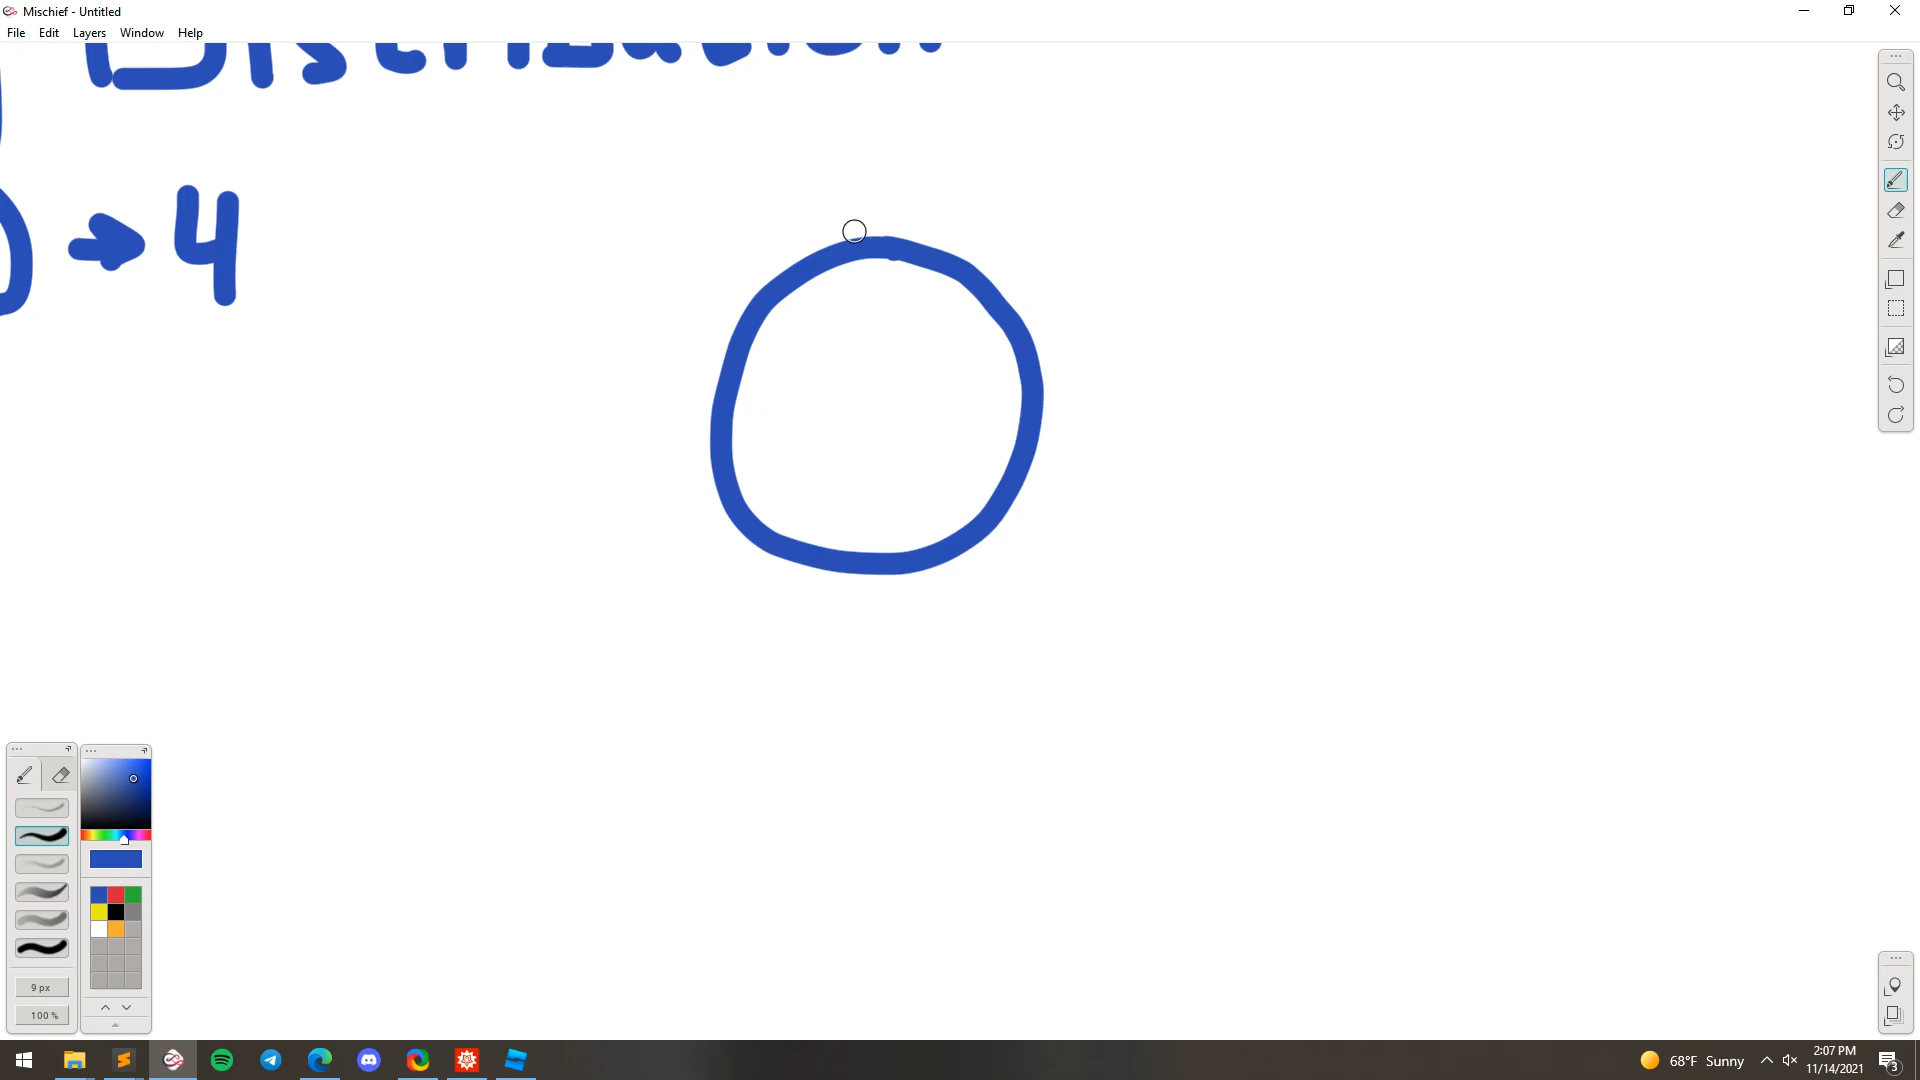 Mischief - Untitled
File Edit Layers Window Help
→ 4
9 px
100 %
68°F Sunny
2:07 PM
11/14/2021
3